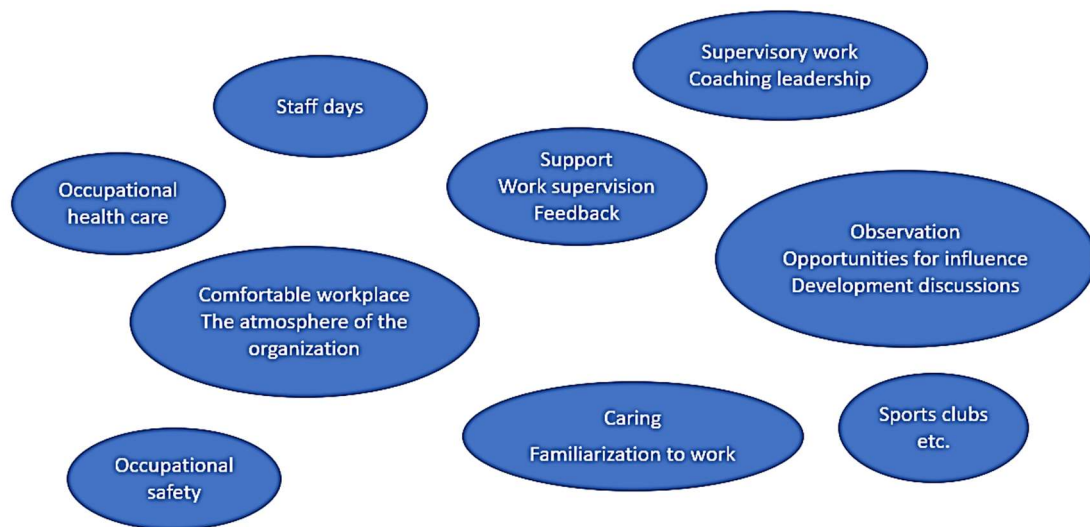 Supervisory work
Coaching leadership
Staff days
Support
Work supervision
Feedback
Occupational
health care
Observation
Opportunities for influence
Development discussions
Comfortable workplace
The atmosphere of the
organization
Caring
Familiarization to work
Sports clubs
etc.
Occupational
safety